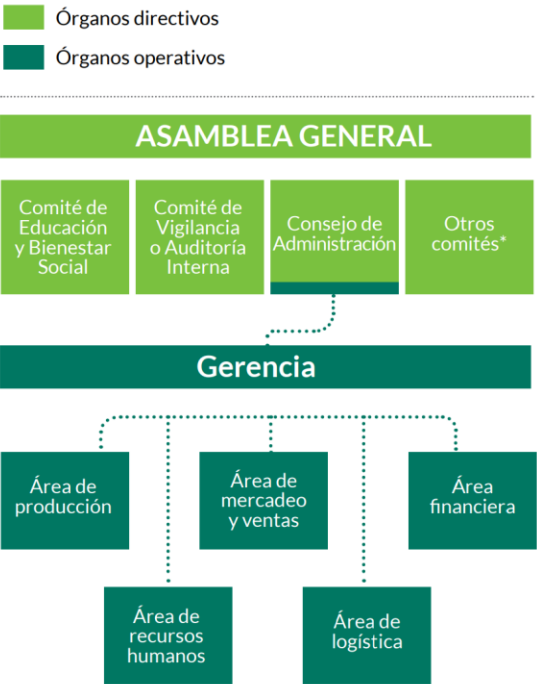 Órganos directivos
Órganos operativos
ASAMBLEA GENERAL
Comité de
Educación
y Bienestar
Social
Comité de
Vigilancia
o Auditoría
Interna
Consejo de
Administración
Otros
comités*
Gerencia
Área de
producción
Área de
mercadeo
y ventas
Área
financiera
Área de
recursos
humanos
Área de
logística